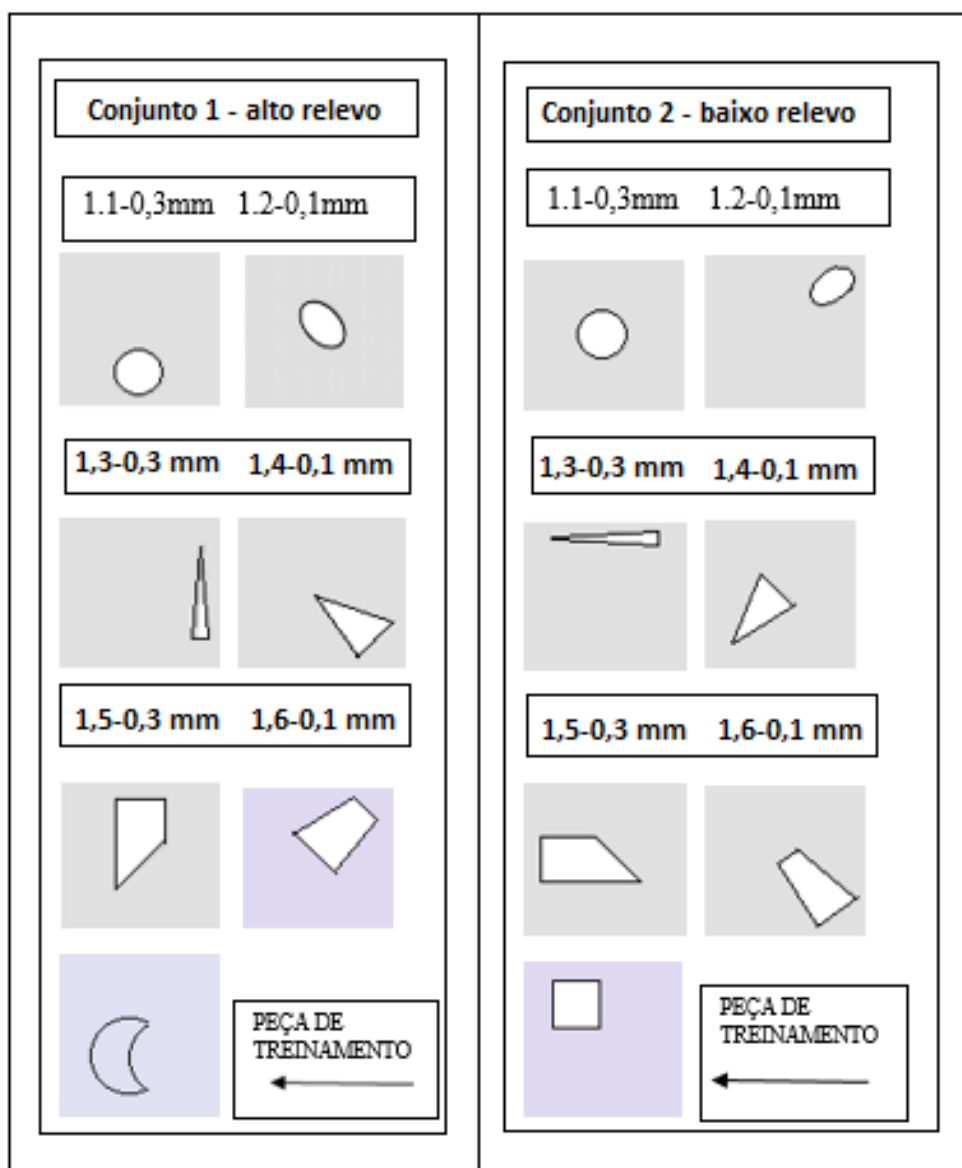 Conjunto 1 - alto relevo
1.1-0,3mm 1.2-0,1mm
1,3-0,3 mm 1,4-0,1 mm
1,5-0,3 mm 1,6-0,1 mm
PEÇA DE
TREINAMENTO
Conjunto 2 - baixo relevo
1.1-0,3mm 1.2-0,1mm
1,3-0,3 mm 1,4-0,1 mm
1,5-0,3 mm 1,6-0,1 mm
PEÇA DE
TREINAMENTO